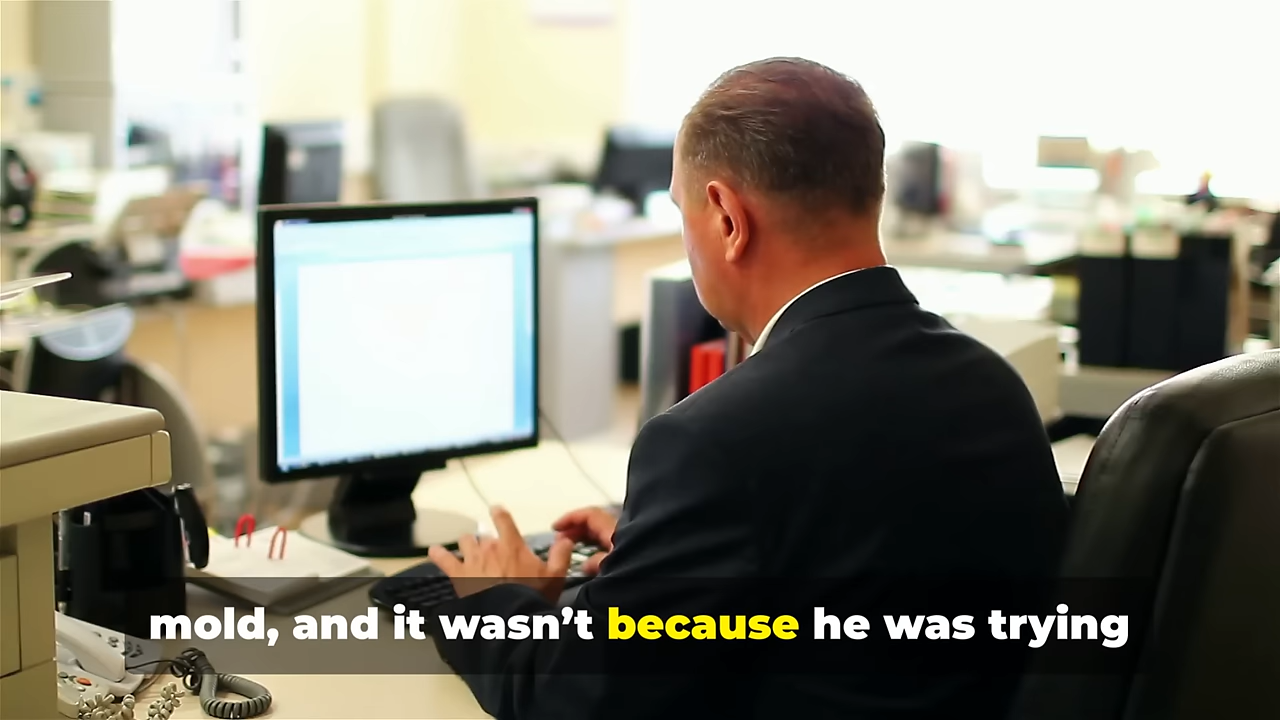 mold, and it wasn’t because he was trying